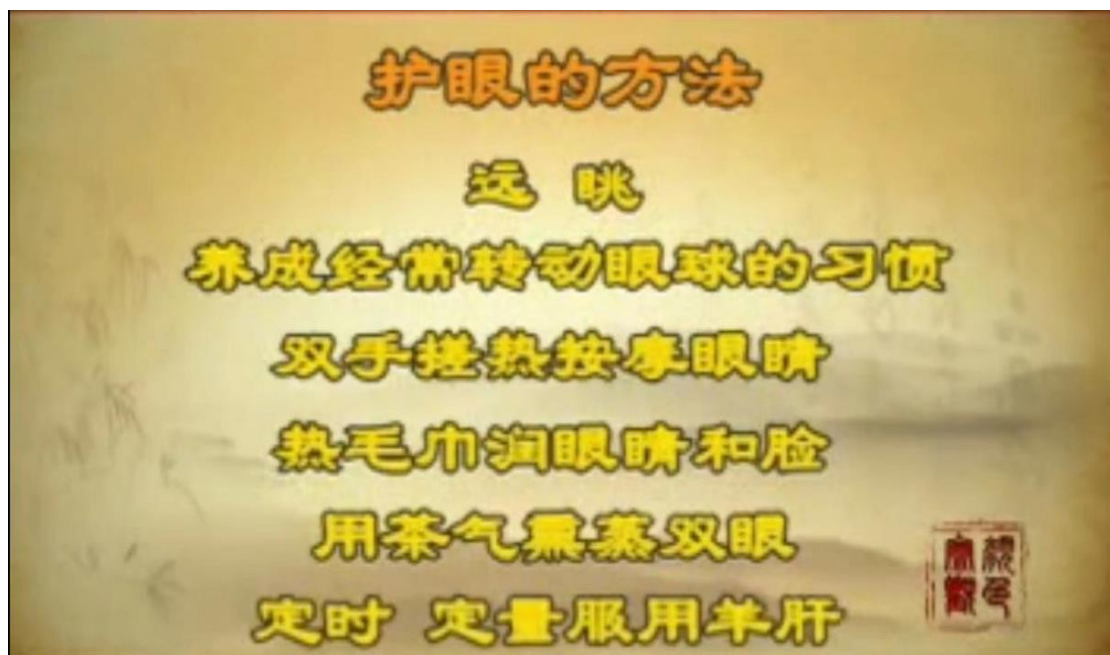 护眼的方法
远 眺
养成经常转动眼球的习惯
双手搓热按摩眼睛
热毛巾润眼睛和脸
用茶气熏蒸双眼
定时 定量服用羊肝